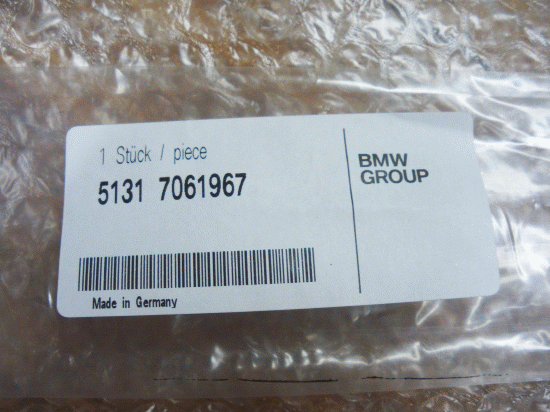 1 Stück / piece
5131 7061967
Made in Germany
BMW
GROUP